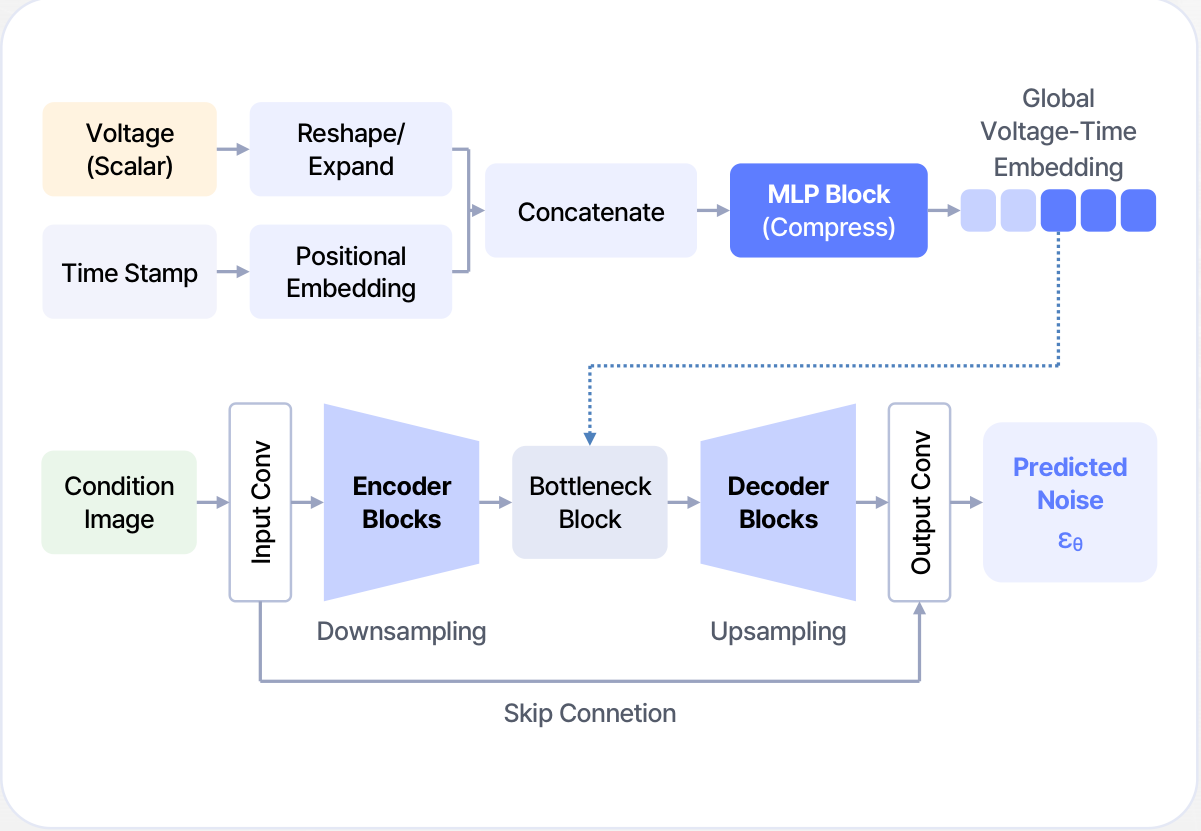 Voltage
(Scalar)
Reshape/
Expand
Time Stamp
Positional
Embedding
Concatenate
MLP Block
(Compress)
Global
Voltage-Time
Embedding
Condition
Image
Input Conv
Encoder
Blocks
Downsampling
Bottleneck
Block
Decoder
Blocks
Upsampling
Output Conv
Predicted
Noise
εθ
Skip Connetion